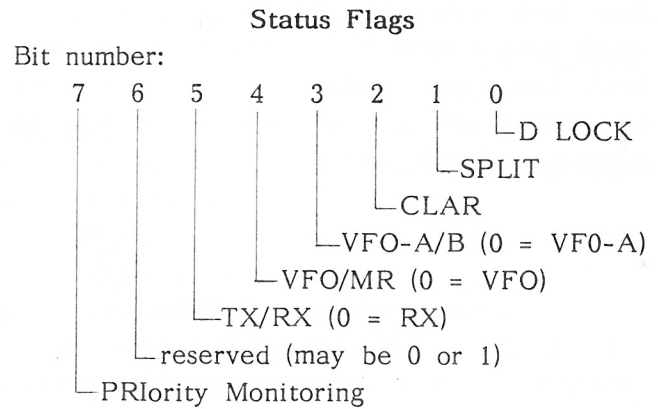 Status Flags
Bit number:
7 6 5 4 3 2 1 0
D LOCK
SPLIT
CLAR
VFO-A/B (0 = VF0-A)
VFO/MR (0 = VFO)
TX/RX (0 = RX)
reserved (may be 0 or 1)
PRIority Monitoring